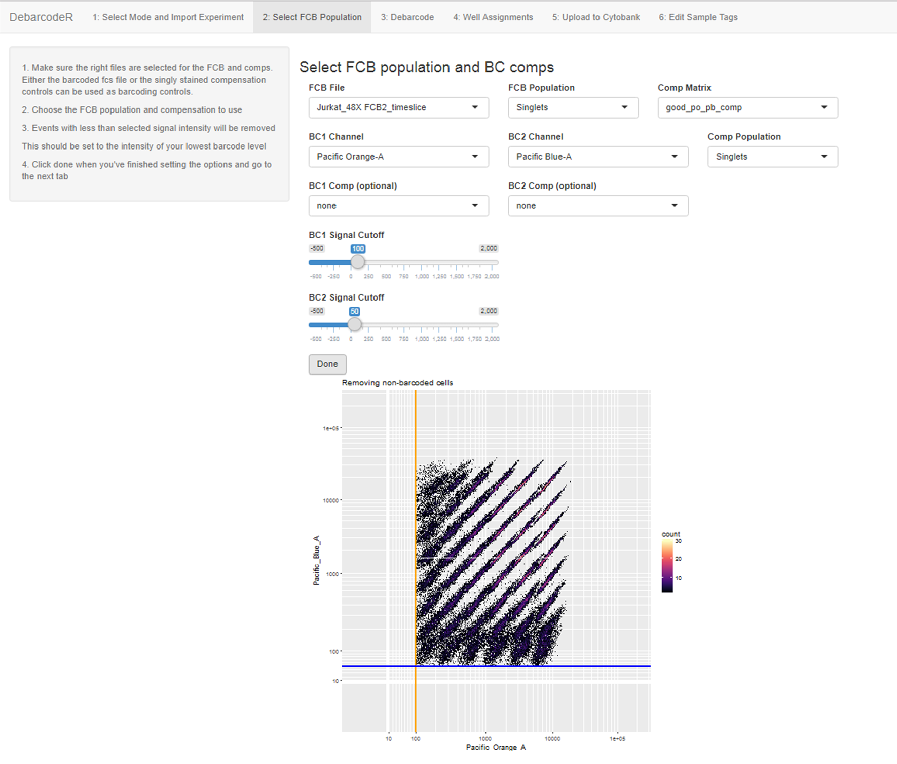 DebarcodeR 1: Select Mode and Import Experiment 2: Select FCB Population 3: Debarcode 4: Well Assignments 5: Upload to Cytobank 6: Edit Sample Tags
1. Make sure the right files are selected for the FCB and comps.
Either the barcoded fcs file or the singly stained compensation
controls can be used as barcoding controls.
2. Choose the FCB population and compensation to use
3. Events with less than selected signal intensity will be removed
This should be set to the intensity of your lowest barcode level
4. Click done when you've finished setting the options and go to
the next tab
Select FCB population and BC comps
FCB File FCB Population Comp Matrix
Jurkat_48X FCB2_timeslice Singlets good_po_pb_comp
BC1 Channel BC2 Channel Comp Population
Pacific Orange-A Pacific Blue-A Singlets
BC1 Comp (optional) BC2 Comp (optional)
none none
BC1 Signal Cutoff
-500 100 2,000
-500 -250 0 250 500 750 1,000 1,250 1,500 1,750 2,000
BC2 Signal Cutoff
-500 50 2,000
-500 -250 0 250 500 750 1,000 1,250 1,500 1,750 2,000
Done
Removing non-barcoded cells
1e+05
10000
1000
100
10
Pacific_Blue_A
10 100 1000 10000 1e+05
Pacific_Orange_A
count
30
20
10